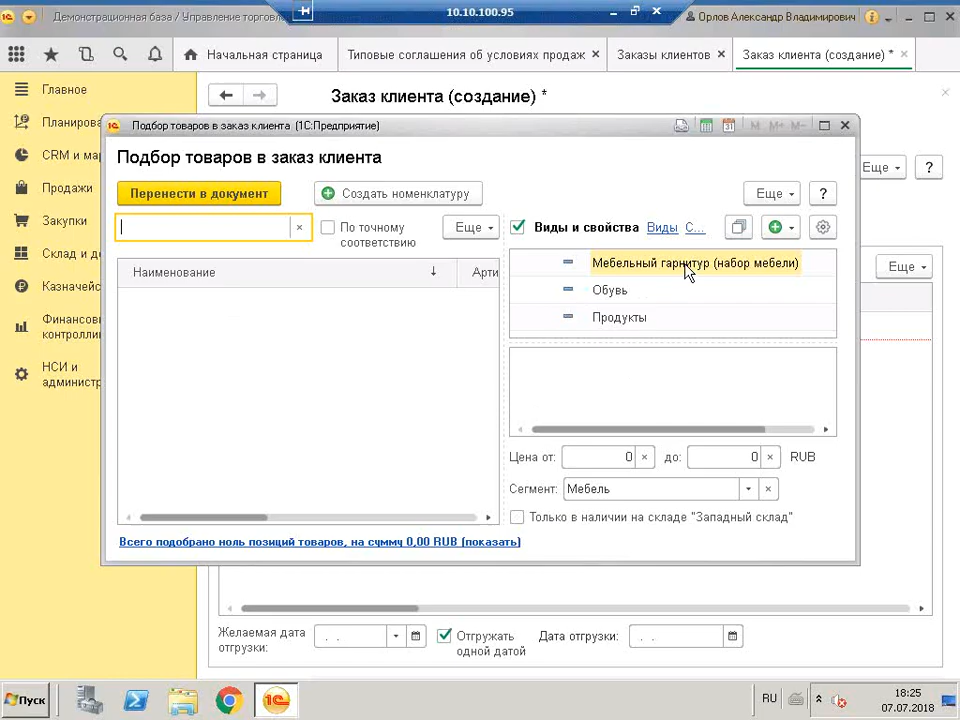 Демонстрационная база / Управление торгов
10.10.100.95
Орлов Александр Владимирович
Начальная страница
Типовые соглашения об условиях продаж
Заказы клиентов
Заказ клиента (создание) *
Главное
Планирова
CRM и ма
Продажи
Закупки
Склад и д
Казначейс
Финансовы
контроллин
НСИ и
администр
Заказ клиента (создание) *
Еще
?
Еще
Подбор товаров в заказ клиента (1С:Предприятие)
31
M M+ M-
Подбор товаров в заказ клиента
Перенести в документ
Создать номенклатуру
Еще
?
По точному
соответствию
Еще
Виды и свойства
Виды
С...
Наименование
Арти
Мебельный гарнитур (набор мебели)
Обувь
Продукты
Цена от:
0
до:
0
RUB
Сегмент:
Мебель
Только в наличии на складе "Западный склад"
Всего подобрано ноль позиций товаров, на сумму 0,00 RUB (показать)
Желаемая дата
отгрузки:
. .
Отгружать
одной датой
Дата отгрузки:
. .
Пуск
RU
18:25
07.07.2018